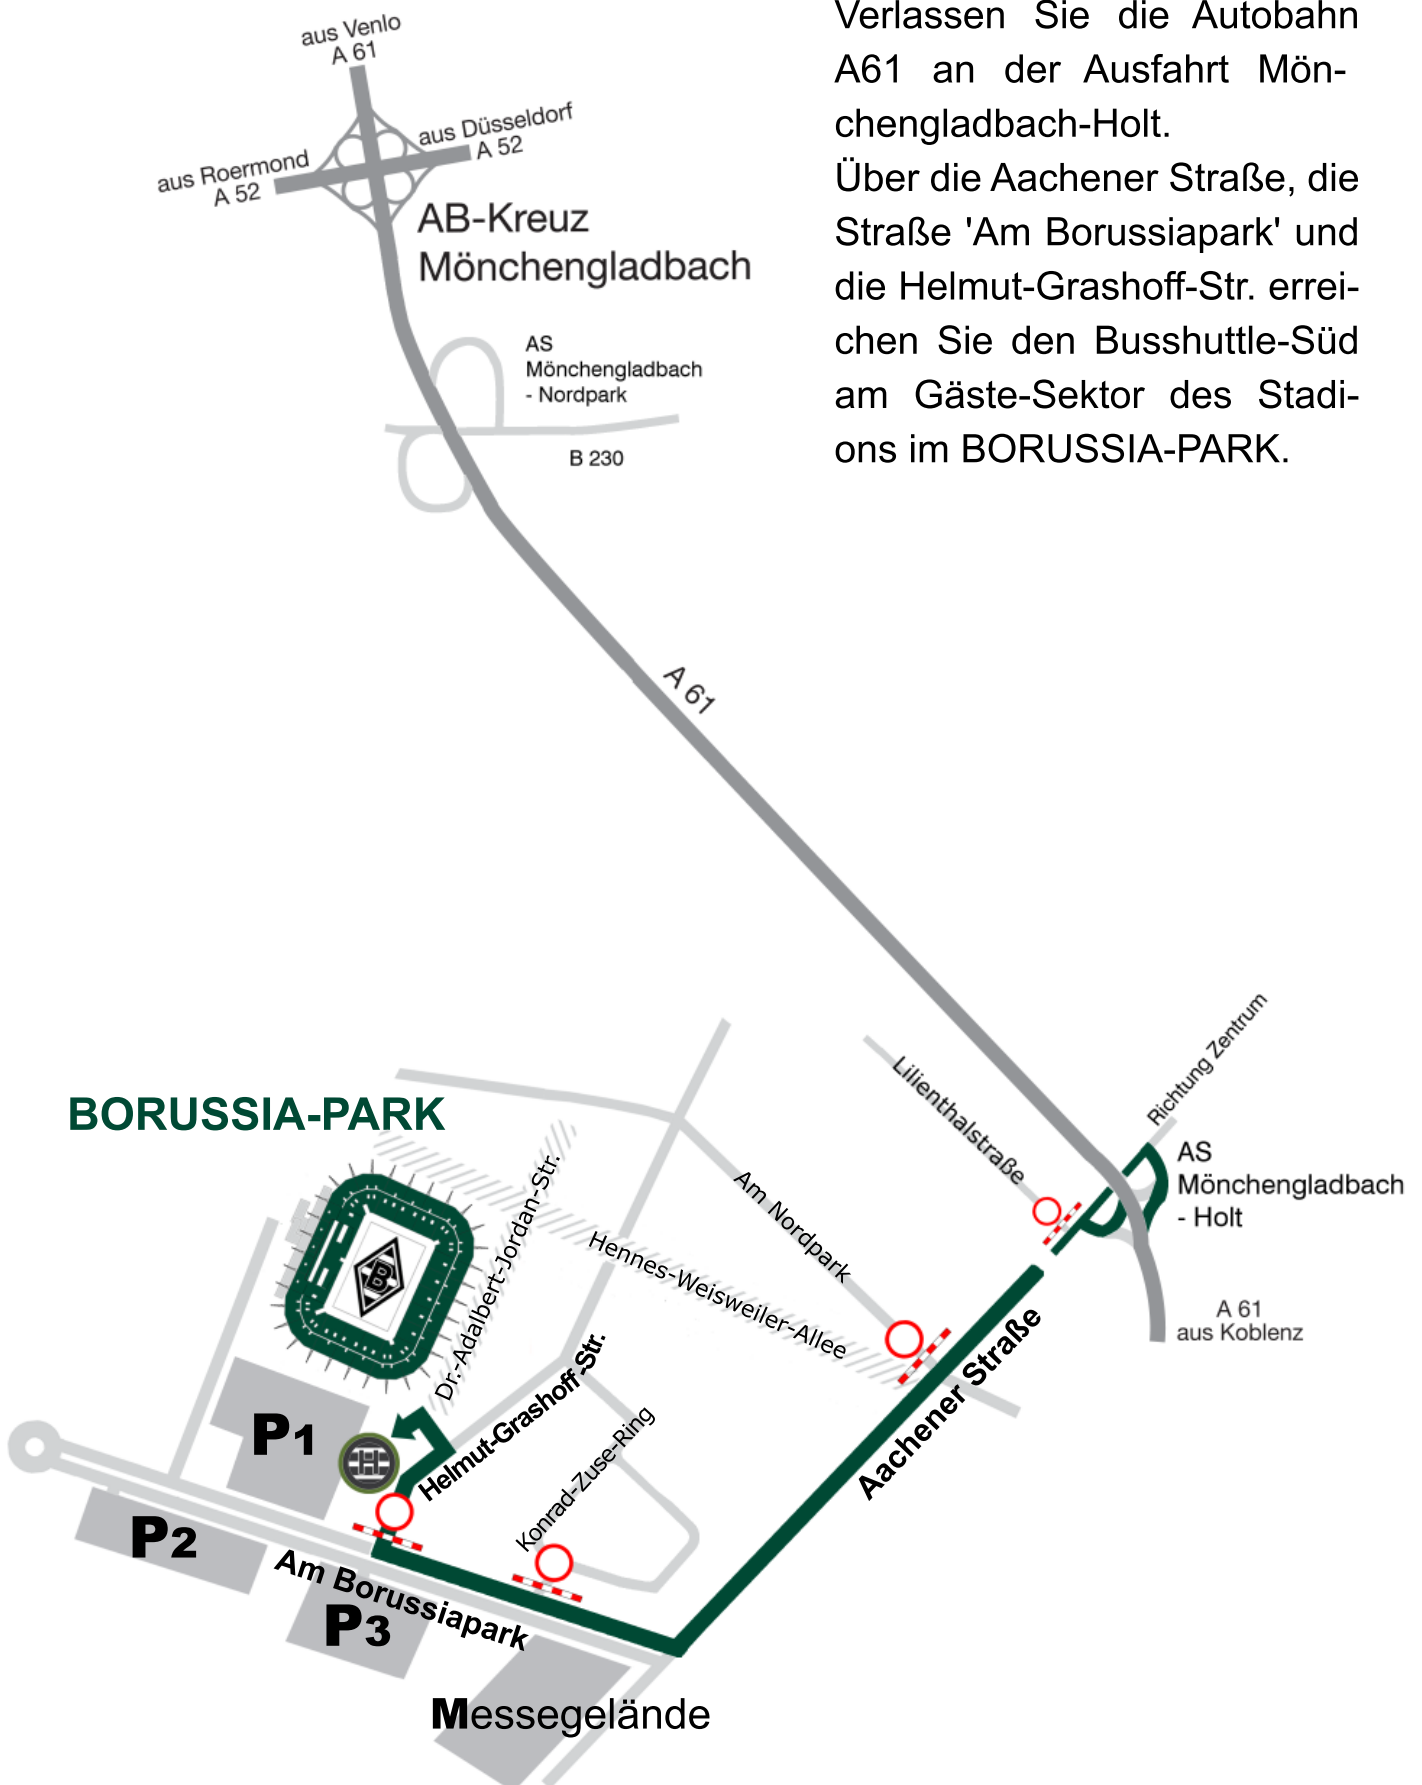 aus Venlo
A 61
aus Düsseldorf
A 52
aus Roermond
A 52
AB-Kreuz
Mönchengladbach
Verlassen Sie die Autobahn
A61 an der Ausfahrt Mön-
chengladbach-Holt.
Über die Aachener Straße, die
Straße 'Am Borussiapark' und
die Helmut-Grashoff-Str. errei-
chen Sie den Busshuttle-Süd
am Gäste-Sektor des Stadi-
ons im BORUSSIA-PARK.
AS
Mönchengladbach
- Nordpark
B 230
A 61
Richtung Zentrum
Lilienthalstraße
AS
Mönchengladbach
- Holt
A 61
aus Koblenz
BORUSSIA-PARK
B
Dr.-Adalbert-Jordan-Str.
Am Nordpark
Hennes-Weisweiler-Allee
Aachener Straße
Helmut-Grashoff-Str.
Konrad-Zuse-Ring
P1
H
P2
Am Borussiapark
P3
Messegelände